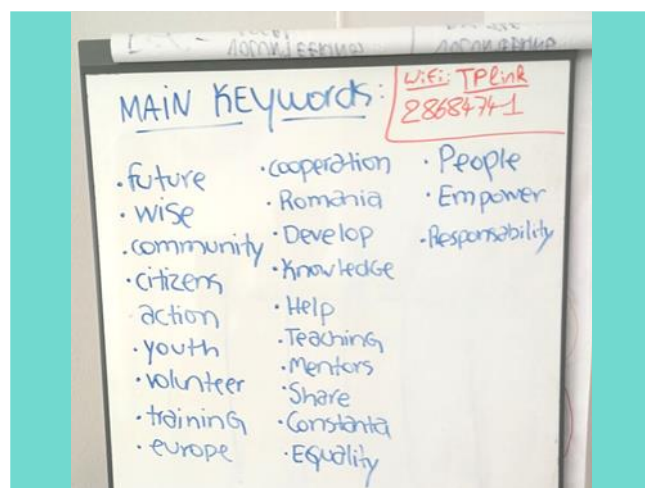 MAIN KEYwords:
WiFi: TPlink
28684741
• future
• wise
• community
• citizens
action
• youth
• volunteer
• training
• europe
• cooperation
• Romania
• Develop
• Knowledge
• Help
• Teaching
• Mentors
• Share
• Constanta
• Equality
• People
• Empower
• Responsability